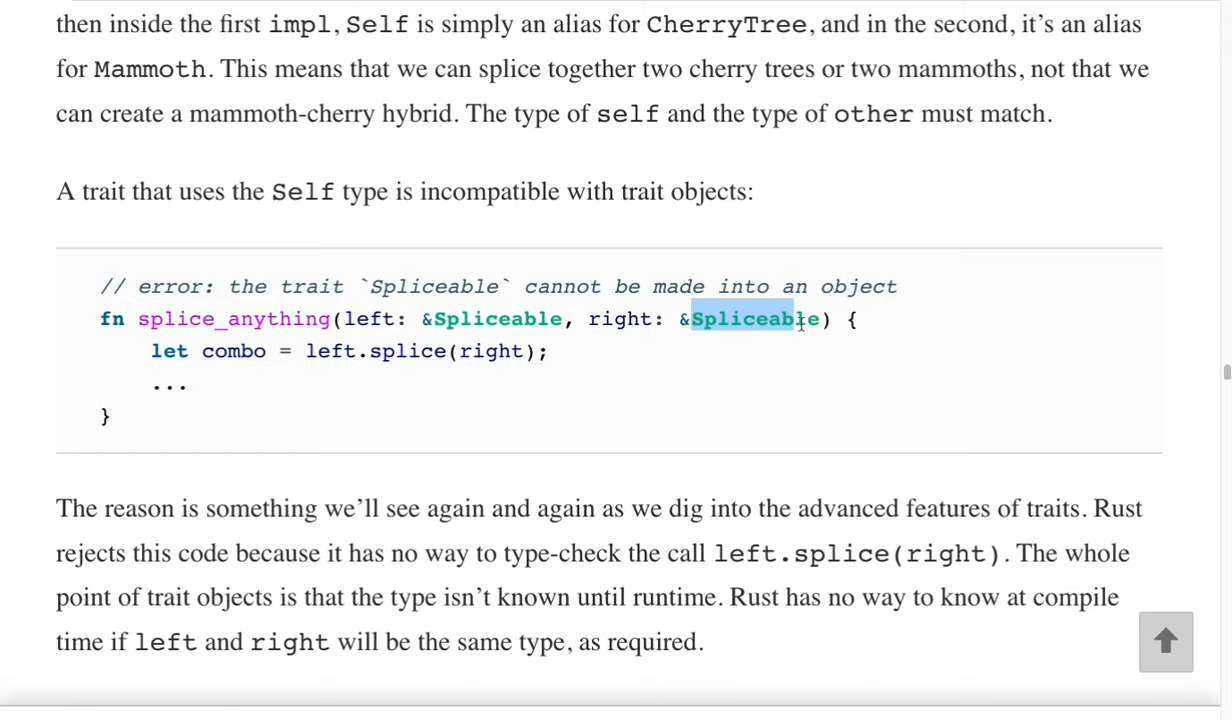 then inside the first impl, Self is simply an alias for CherryTree, and in the second, it’s an alias
for Mammoth. This means that we can splice together two cherry trees or two mammoths, not that we
can create a mammoth-cherry hybrid. The type of self and the type of other must match.
A trait that uses the Self type is incompatible with trait objects:
// error: the trait `Spliceable` cannot be made into an object
fn splice_anything(left: &Spliceable, right: &Spliceable) {
let combo = left.splice(right);
...
}
The reason is something we’ll see again and again as we dig into the advanced features of traits. Rust
rejects this code because it has no way to type-check the call left.splice(right). The whole
point of trait objects is that the type isn’t known until runtime. Rust has no way to know at compile
time if left and right will be the same type, as required.